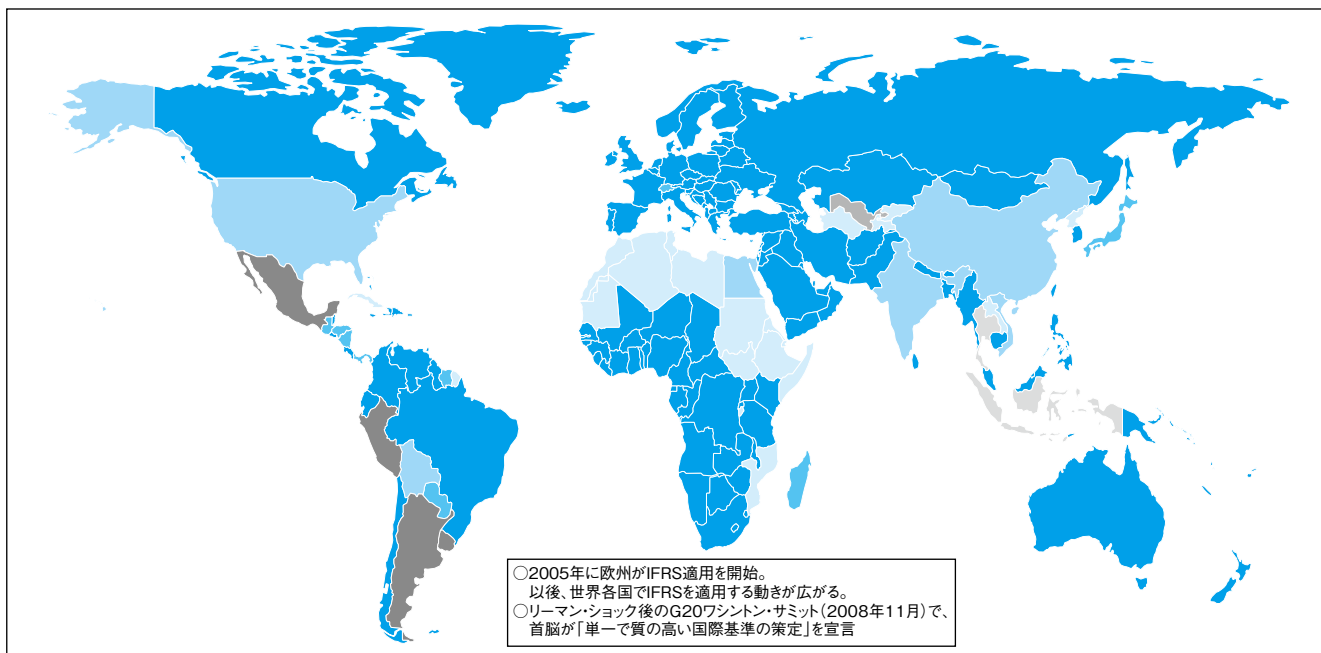 ○2005年に欧州がIFRS適用を開始。
以後、世界各国でIFRSを適用する動きが広がる。
○リーマン・ショック後のG20ワシントン・サミット(2008年11月)で、
首脳が「単一で質の高い国際基準の策定」を宣言